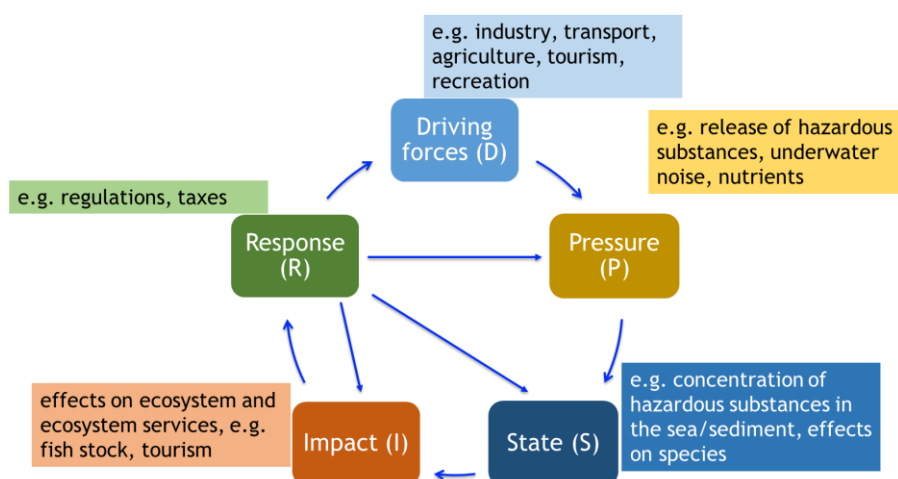 e.g. industry, transport,
agriculture, tourism,
recreation
Driving
forces (D)
e.g. release of hazardous
substances, underwater
noise, nutrients
e.g. regulations, taxes
Response
(R)
Pressure
(P)
effects on ecosystem and
ecosystem services, e.g.
fish stock, tourism
Impact (I)
State (S)
e.g. concentration of
hazardous substances in
the sea/sediment, effects
on species